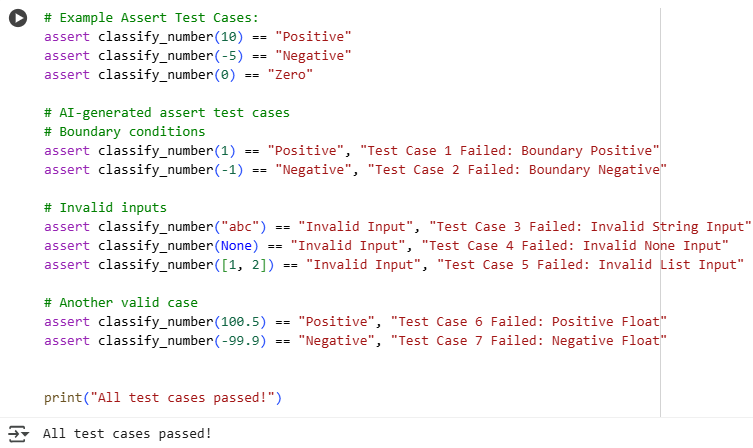 # Example Assert Test Cases:
assert classify_number(10) == "Positive"
assert classify_number(-5) == "Negative"
assert classify_number(0) == "Zero"
# AI-generated assert test cases
# Boundary conditions
assert classify_number(1) == "Positive", "Test Case 1 Failed: Boundary Positive"
assert classify_number(-1) == "Negative", "Test Case 2 Failed: Boundary Negative"
# Invalid inputs
assert classify_number("abc") == "Invalid Input", "Test Case 3 Failed: Invalid String Input"
assert classify_number(None) == "Invalid Input", "Test Case 4 Failed: Invalid None Input"
assert classify_number([1, 2]) == "Invalid Input", "Test Case 5 Failed: Invalid List Input"
# Another valid case
assert classify_number(100.5) == "Positive", "Test Case 6 Failed: Positive Float"
assert classify_number(-99.9) == "Negative", "Test Case 7 Failed: Negative Float"
print("All test cases passed!")
All test cases passed!